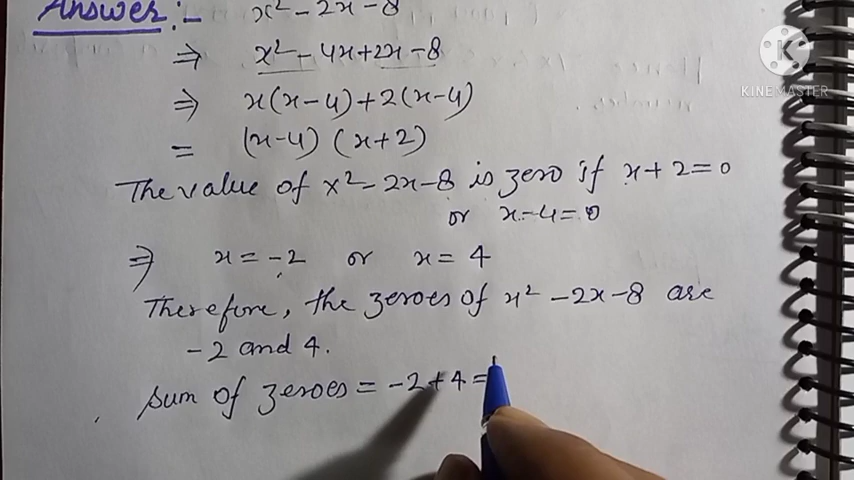 Answer :-   x² - 2x - 8
⇒ x² - 4x + 2x - 8
⇒ x(x-4) + 2(x-4)
= (x-4) (x+2)
The value of x² - 2x - 8 is zero if x + 2 = 0
or x - 4 = 0
⇒ x = -2 or x = 4
Therefore, the zeroes of x² - 2x - 8 are
-2 and 4.
Sum of zeroes = -2 + 4 =
KINEMASTER